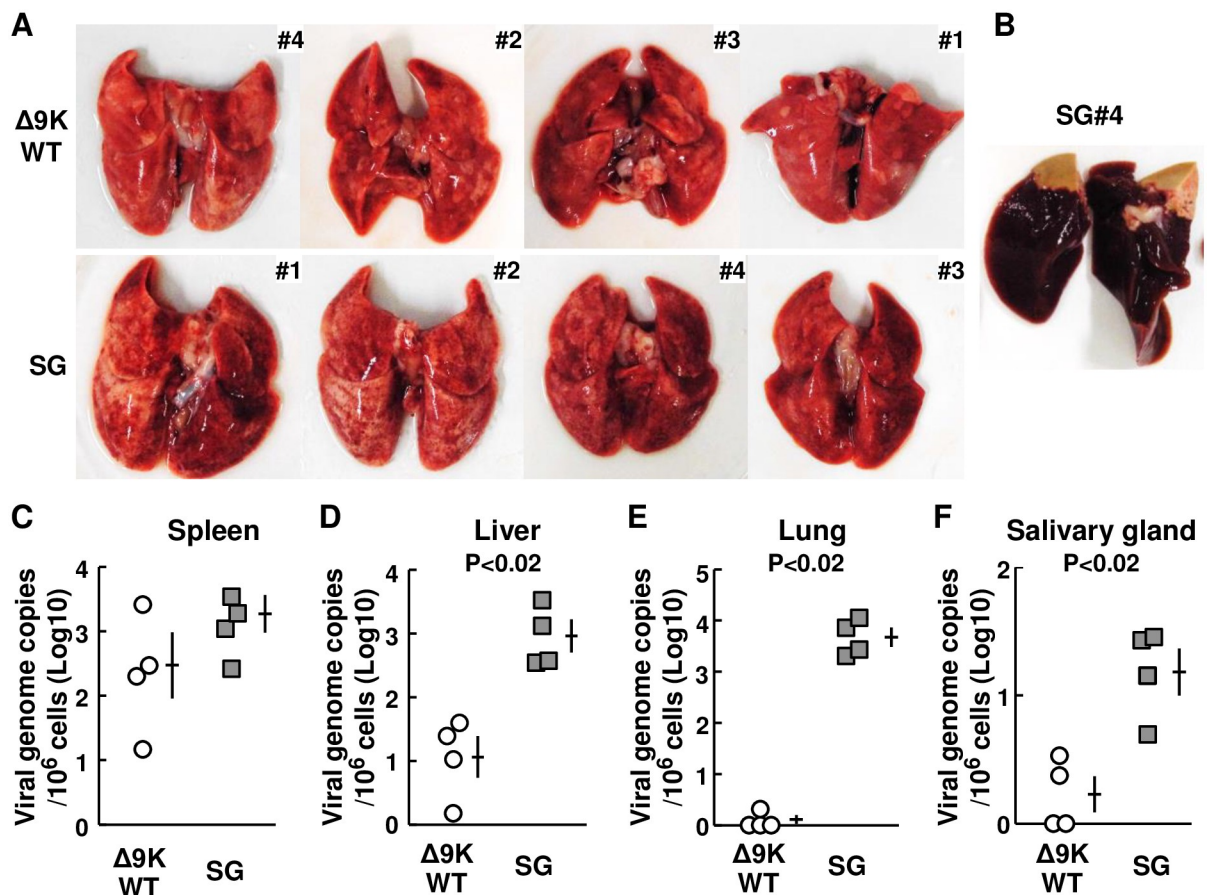 A
#4
#2
#3
#1
Δ9K
WT
#1
#2
#4
#3
SG
B
SG#4
C
Spleen
Viral genome copies
/10⁶ cells (Log10)
4
3
2
1
0
Δ9K
WT
SG
D
Liver
P<0.02
Viral genome copies
/10⁶ cells (Log10)
4
3
2
1
0
Δ9K
WT
SG
E
Lung
P<0.02
Viral genome copies
/10⁶ cells (Log10)
5
4
3
2
1
0
Δ9K
WT
SG
F
Salivary gland
P<0.02
Viral genome copies
/10⁶ cells (Log10)
2
1
0
Δ9K
WT
SG